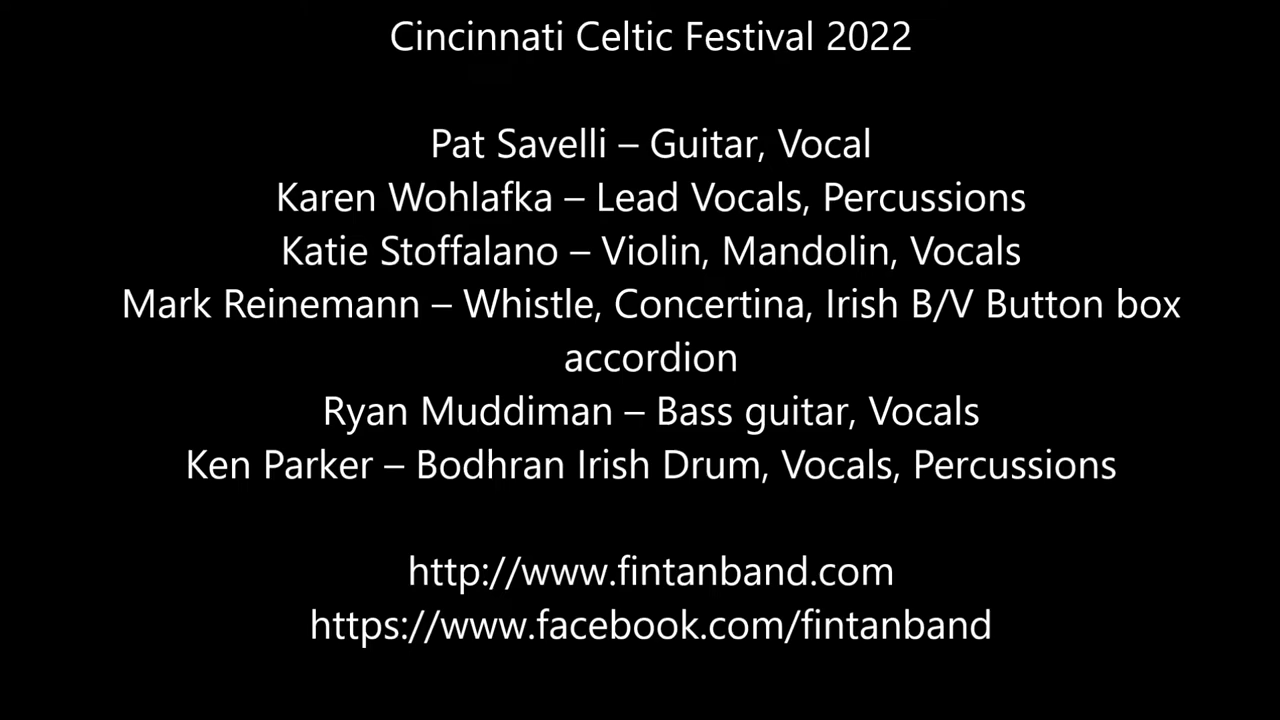 Cincinnati Celtic Festival 2022
Pat Savelli – Guitar, Vocal
Karen Wohlafka – Lead Vocals, Percussions
Katie Stoffalano – Violin, Mandolin, Vocals
Mark Reinemann – Whistle, Concertina, Irish B/V Button box
accordion
Ryan Muddiman – Bass guitar, Vocals
Ken Parker – Bodhran Irish Drum, Vocals, Percussions
http://www.fintanband.com
https://www.facebook.com/fintanband